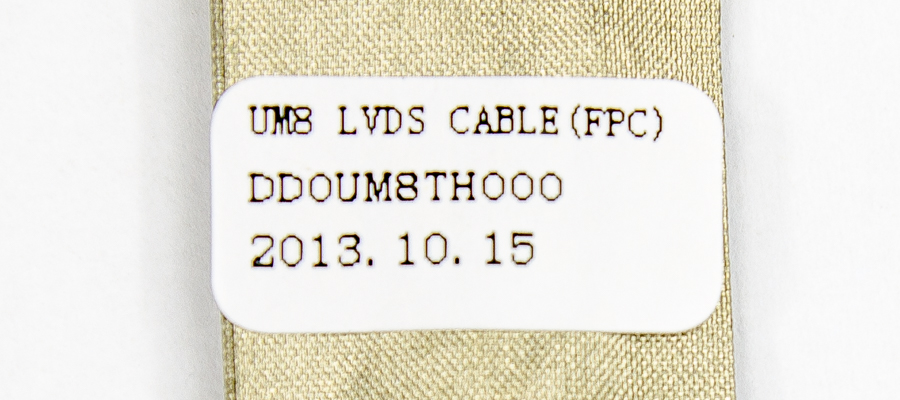 UM8 LVDS CABLE(FPC)
DD0UM8TH000
2013.10.15